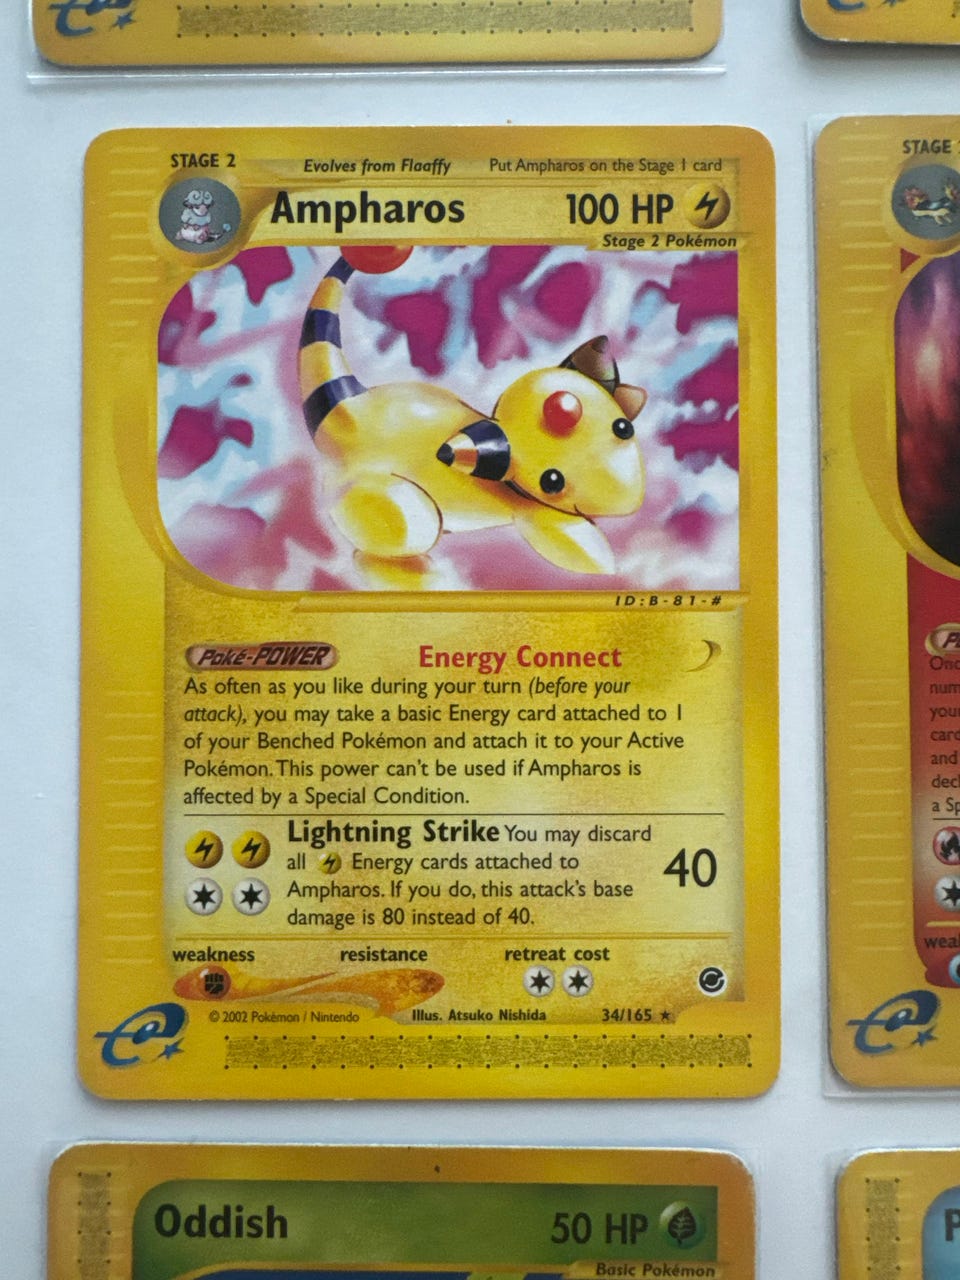 STAGE 2 Evolves from Flaaffy Put Ampharos on the Stage 1 card
Ampharos 100 HP
Stage 2 Pokémon
ID:B-81-#
Poké-POWER Energy Connect
As often as you like during your turn (before your
attack), you may take a basic Energy card attached to 1
of your Benched Pokémon and attach it to your Active
Pokémon. This power can't be used if Ampharos is
affected by a Special Condition.
Lightning Strike You may discard
all Energy cards attached to
Ampharos. If you do, this attack's base
damage is 80 instead of 40.
40
weakness resistance retreat cost
© 2002 Pokémon / Nintendo Illus. Atsuko Nishida 34/165
e
STAGE
your
and
a
Oddish 50 HP
Basic Pokémon